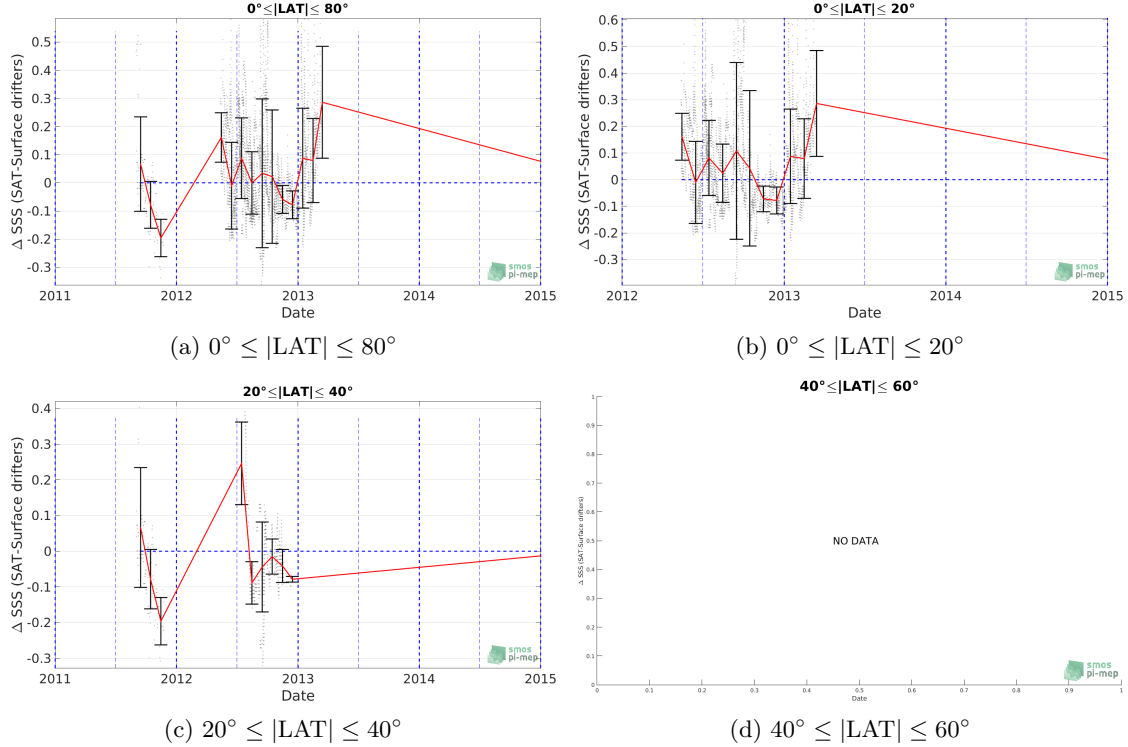 0°≤|LAT|≤ 80°
Δ SSS (SAT-Surface drifters)
0.5
0.4
0.3
0.2
0.1
0
-0.1
-0.2
-0.3
2011
2012
2013
2014
2015
Date
smos
pi-mep
(a) 0° ≤ |LAT| ≤ 80°
0°≤|LAT|≤ 20°
Δ SSS (SAT-Surface drifters)
0.6
0.5
0.4
0.3
0.2
0.1
0
-0.1
-0.2
-0.3
2012
2013
2014
2015
Date
smos
pi-mep
(b) 0° ≤ |LAT| ≤ 20°
20°≤|LAT|≤ 40°
Δ SSS (SAT-Surface drifters)
0.4
0.3
0.2
0.1
0
-0.1
-0.2
-0.3
2011
2012
2013
2014
2015
Date
smos
pi-mep
(c) 20° ≤ |LAT| ≤ 40°
40°≤|LAT|≤ 60°
Δ SSS (SAT-Surface drifters)
1
0.9
0.8
0.7
0.6
0.5
0.4
0.3
0.2
0.1
0
NO DATA
0
0.1
0.2
0.3
0.4
0.5
0.6
0.7
0.8
0.9
1
Date
smos
pi-mep
(d) 40° ≤ |LAT| ≤ 60°